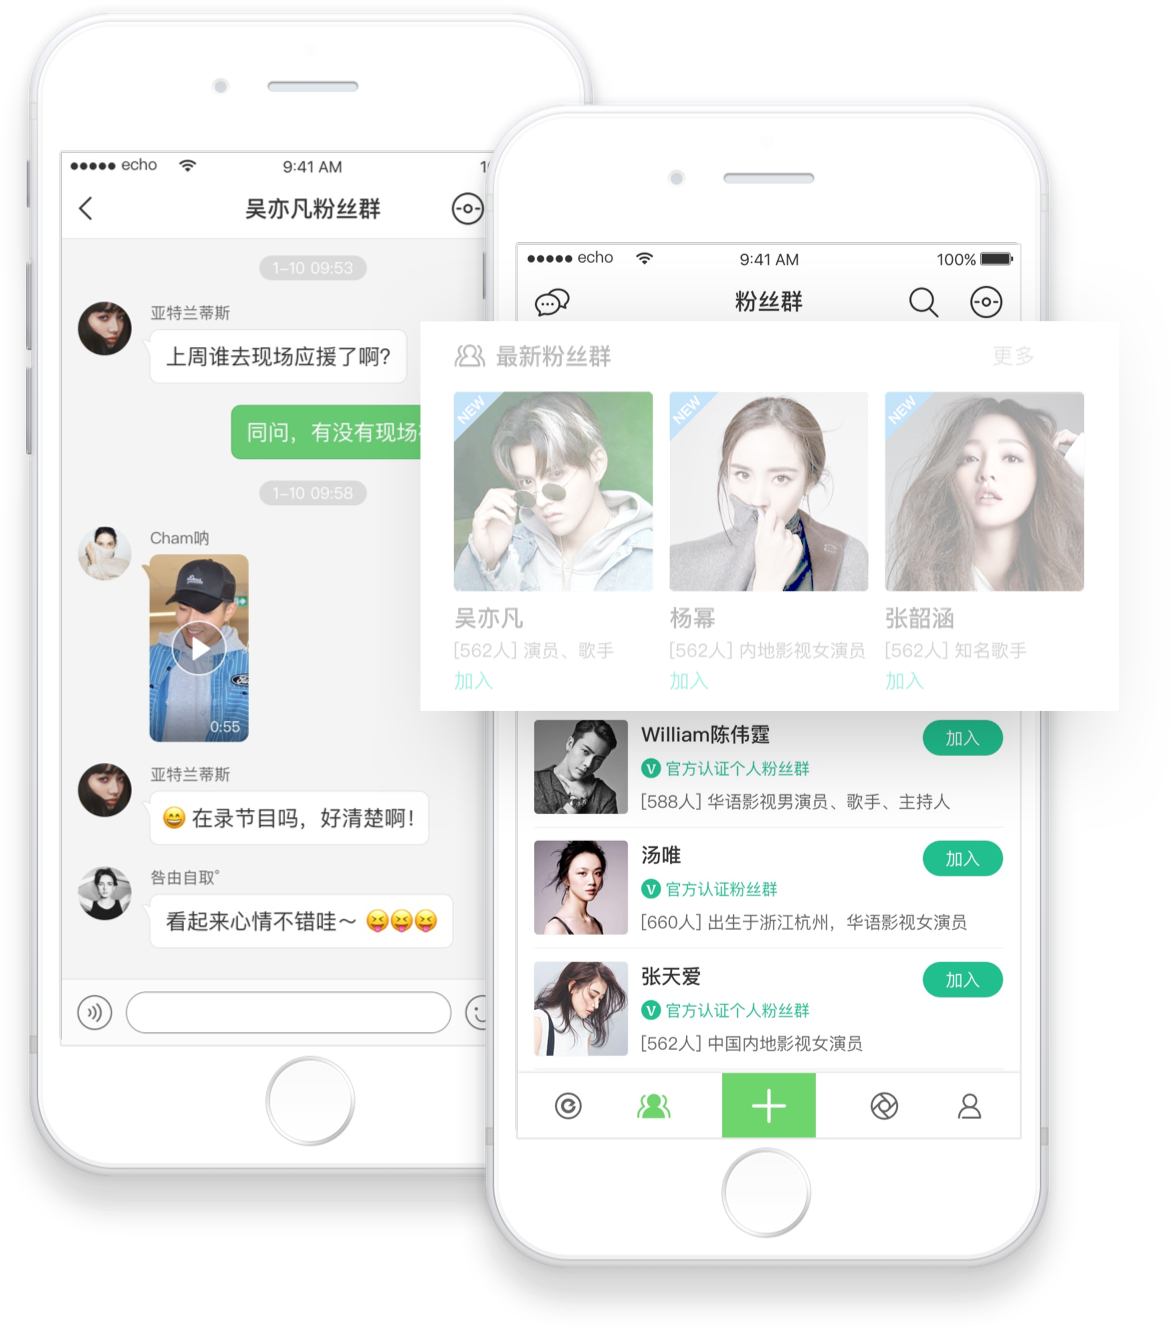 echo
9:41 AM
吴亦凡粉丝群
1-10 09:53
亚特兰蒂斯
上周谁去现场应援了啊?
同问，有没有现场
1-10 09:58
Cham呐
0:55
亚特兰蒂斯
😄 在录节目吗，好清楚啊！
咎由自取°
看起来心情不错哇～ 😝😝😝
echo
9:41 AM
100%
粉丝群
最新粉丝群
更多
NEW
NEW
NEW
吴亦凡
[562人] 演员、歌手
加入
杨幂
[562人] 内地影视女演员
加入
张韶涵
[562人] 知名歌手
加入
William陈伟霆
加入
V 官方认证个人粉丝群
[588人] 华语影视男演员、歌手、主持人
汤唯
加入
V 官方认证粉丝群
[660人] 出生于浙江杭州，华语影视女演员
张天爱
加入
V 官方认证个人粉丝群
[562人] 中国内地影视女演员